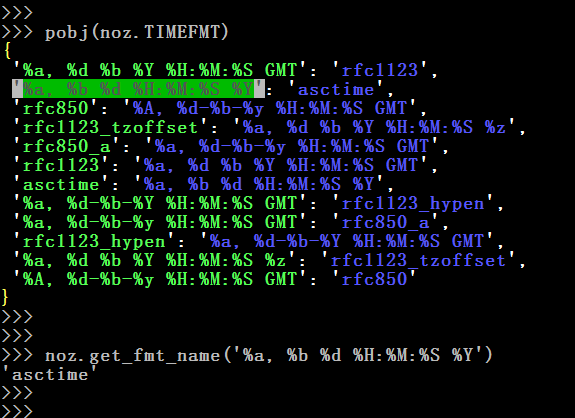 >>>
>>> pobj(noz.TIMEFMT)
{
 '%a, %d %b %Y %H:%M:%S GMT': 'rfc1123',
 '%a, %b %d %H:%M:%S %Y': 'asctime',
 'rfc850': '%A, %d-%b-%y %H:%M:%S GMT',
 'rfc1123_tzoffset': '%a, %d %b %Y %H:%M:%S %z',
 'rfc850_a': '%a, %d-%b-%y %H:%M:%S GMT',
 'rfc1123': '%a, %d %b %Y %H:%M:%S GMT',
 'asctime': '%a, %b %d %H:%M:%S %Y',
 '%a, %d-%b-%Y %H:%M:%S GMT': 'rfc1123_hypen',
 '%a, %d-%b-%y %H:%M:%S GMT': 'rfc850_a',
 'rfc1123_hypen': '%a, %d-%b-%Y %H:%M:%S GMT',
 '%a, %d %b %Y %H:%M:%S %z': 'rfc1123_tzoffset',
 '%A, %d-%b-%y %H:%M:%S GMT': 'rfc850'
}
>>>
>>>
>>> noz.get_fmt_name('%a, %b %d %H:%M:%S %Y')
'asctime'
>>>
>>>